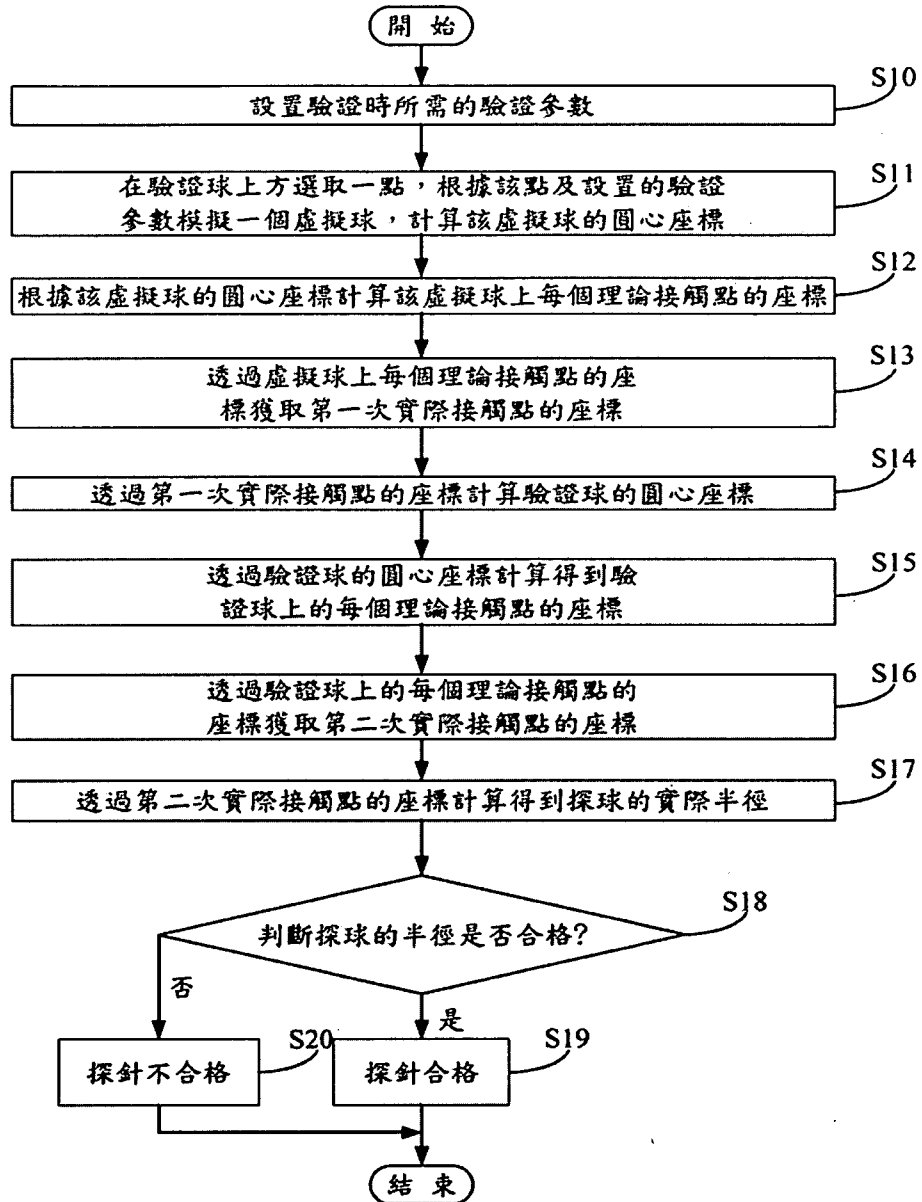 開始
S10
設置驗證時所需的驗證參數
S11
在驗證球上方選取一點，根據該點及設置的驗證
參數模擬一個虛擬球，計算該虛擬球的圓心座標
S12
根據該虛擬球的圓心座標計算該虛擬球上每個理論接觸點的座標
S13
透過虛擬球上每個理論接觸點的座
標獲取第一次實際接觸點的座標
S14
透過第一次實際接觸點的座標計算驗證球的圓心座標
S15
透過驗證球的圓心座標計算得到驗
證球上的每個理論接觸點的座標
S16
透過驗證球上的每個理論接觸點的
座標獲取第二次實際接觸點的座標
S17
透過第二次實際接觸點的座標計算得到探球的實際半徑
S18
判斷探球的半徑是否合格?
否
是
S20
探針不合格
S19
探針合格
結束